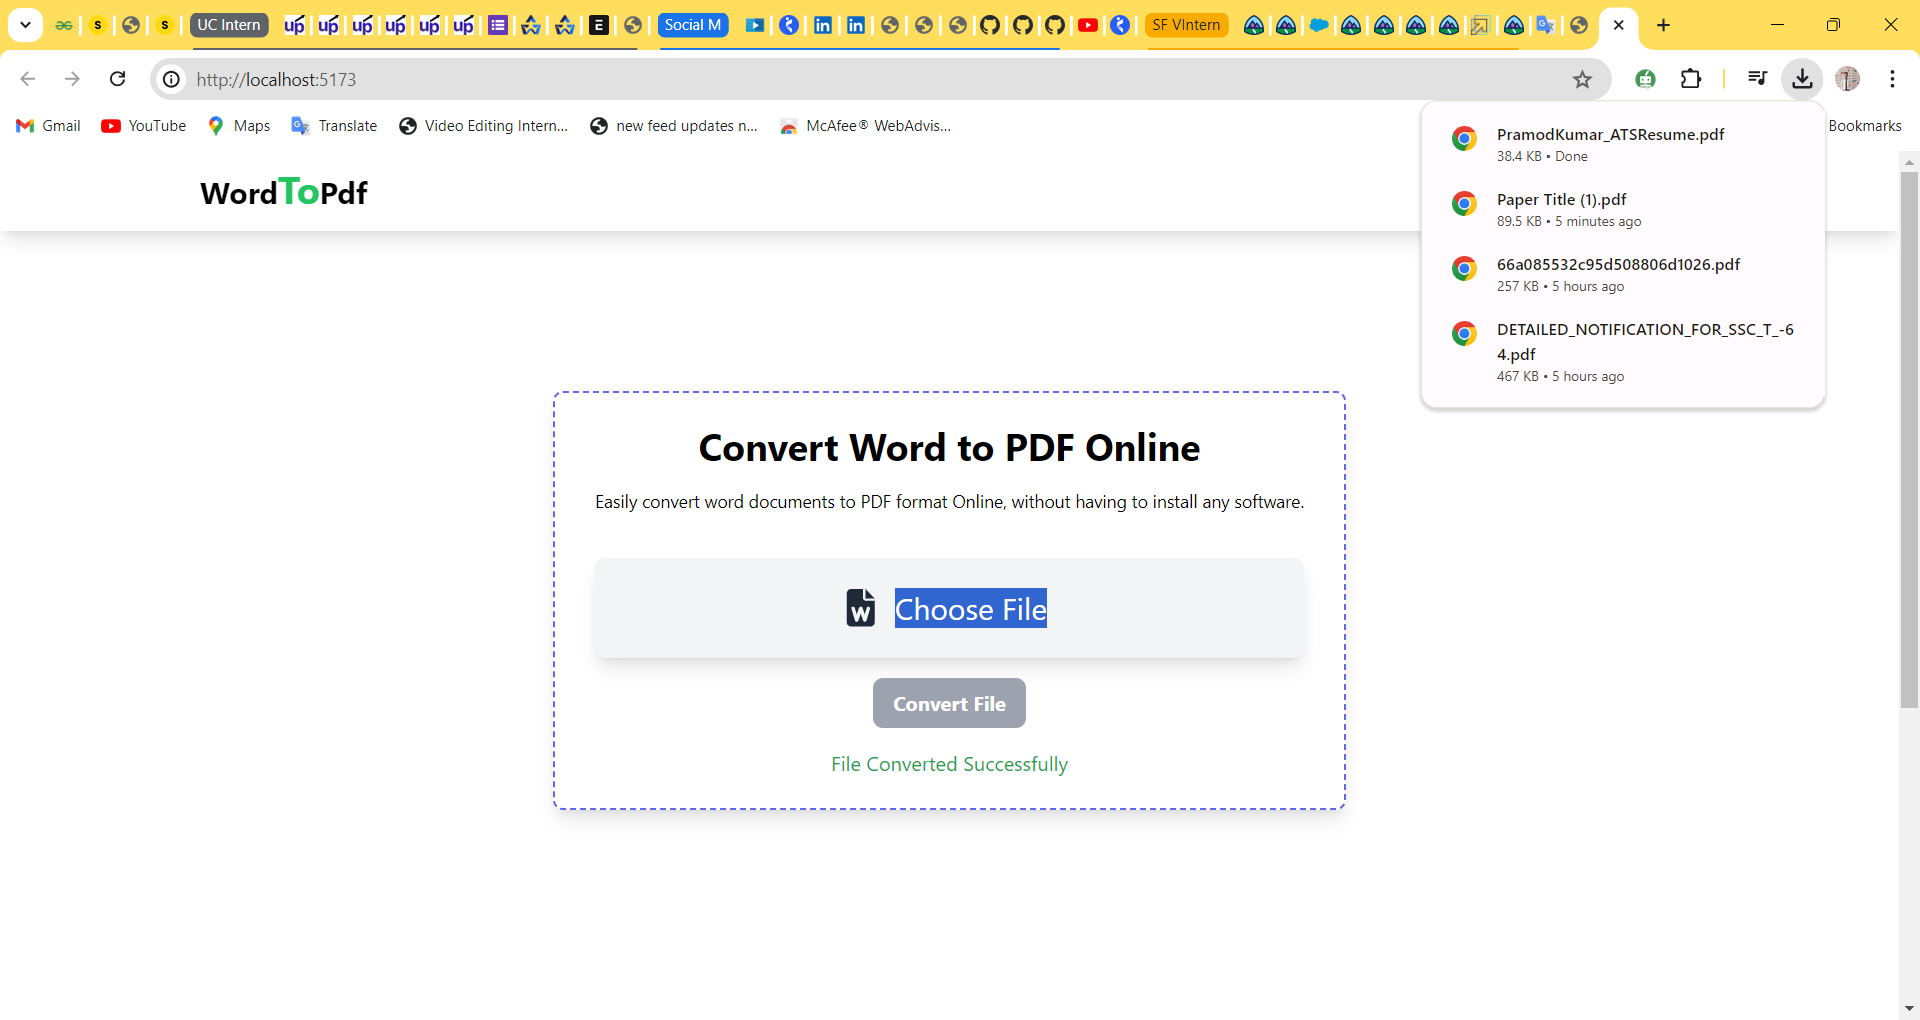 UC Intern
Social M
SF VIntern
http://localhost:5173
Gmail
YouTube
Maps
Translate
Video Editing Intern...
new feed updates n...
McAfee® WebAdvis...
Bookmarks
PramodKumar_ATSResume.pdf
38.4 KB • Done
Paper Title (1).pdf
89.5 KB • 5 minutes ago
66a085532c95d508806d1026.pdf
257 KB • 5 hours ago
DETAILED_NOTIFICATION_FOR_SSC_T_-6
4.pdf
467 KB • 5 hours ago
WordToPdf
Convert Word to PDF Online
Easily convert word documents to PDF format Online, without having to install any software.
Choose File
Convert File
File Converted Successfully